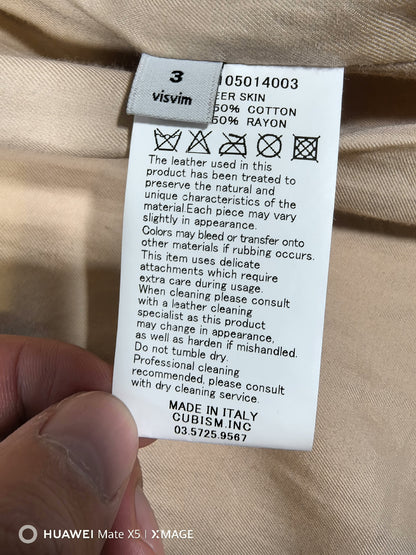 3
visvim
105014003
EER SKIN
50% COTTON
50% RAYON
The leather used in this
product has been treated to
preserve the natural and
unique characteristics of the
material.Each piece may vary
slightly in appearance.
Colors may bleed or transfer onto
other materials if rubbing occurs.
This item uses delicate
attachments which require
extra care during usage.
When cleaning please consult
with a leather cleaning
specialist as this product
may change in appearance,
as well as harden if mishandled.
Do not tumble dry.
Professional cleaning
recommended, please consult
with dry cleaning service.
MADE IN ITALY
CUBISM.INC
03.5725.9567
HUAWEI Mate X5 | XMAGE